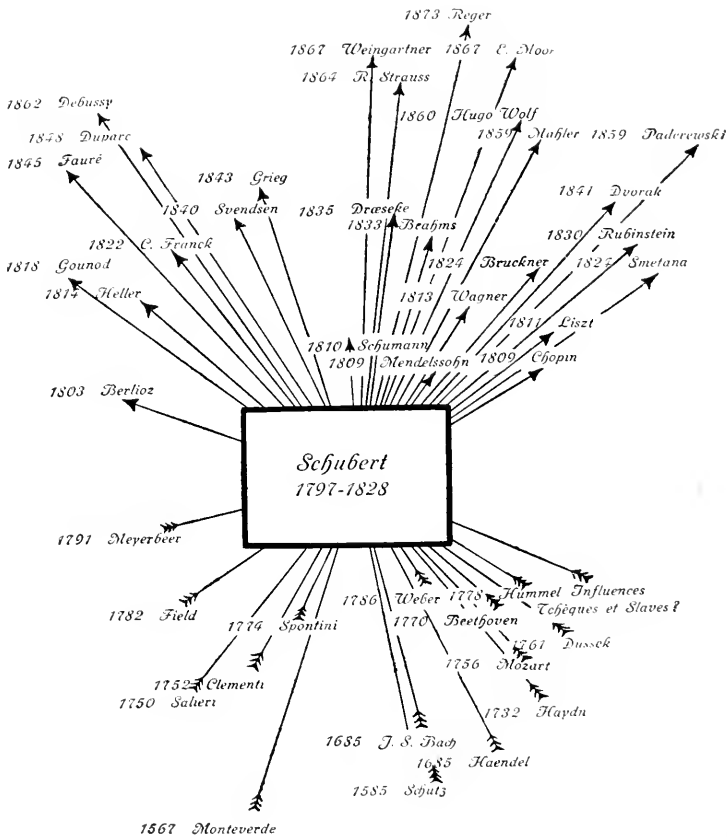 1873 Reger
1867 Weingartner
1867 E. Moor
1864 R. Strauss
1862 Debussy
1860 Hugo Wolf
1848 Duparc
1859 Mahler
1859 Paderewski
1845 Fauré
1843 Grieg
1841 Dvorak
1840 Svendsen
1835 Dræseke
1833 Brahms
1830 Rubinstein
1822 C. Franck
1824 Bruckner
1824 Smetana
1818 Gounod
1814 Heller
1813 Wagner
1811 Liszt
1810 Schumann
1809 Mendelssohn
1809 Chopin
1803 Berlioz
Schubert
1797-1828
1791 Meyerbeer
1786 Weber
1778 Hummel
Influences
Tchèques et Slaves?
1782 Field
1774 Spontini
1770 Beethoven
1761 Dussek
1756 Mozart
1752 Clementi
1750 Salieri
1732 Haydn
1685 J. S. Bach
1685 Haendel
1585 Schutz
1567 Monteverde